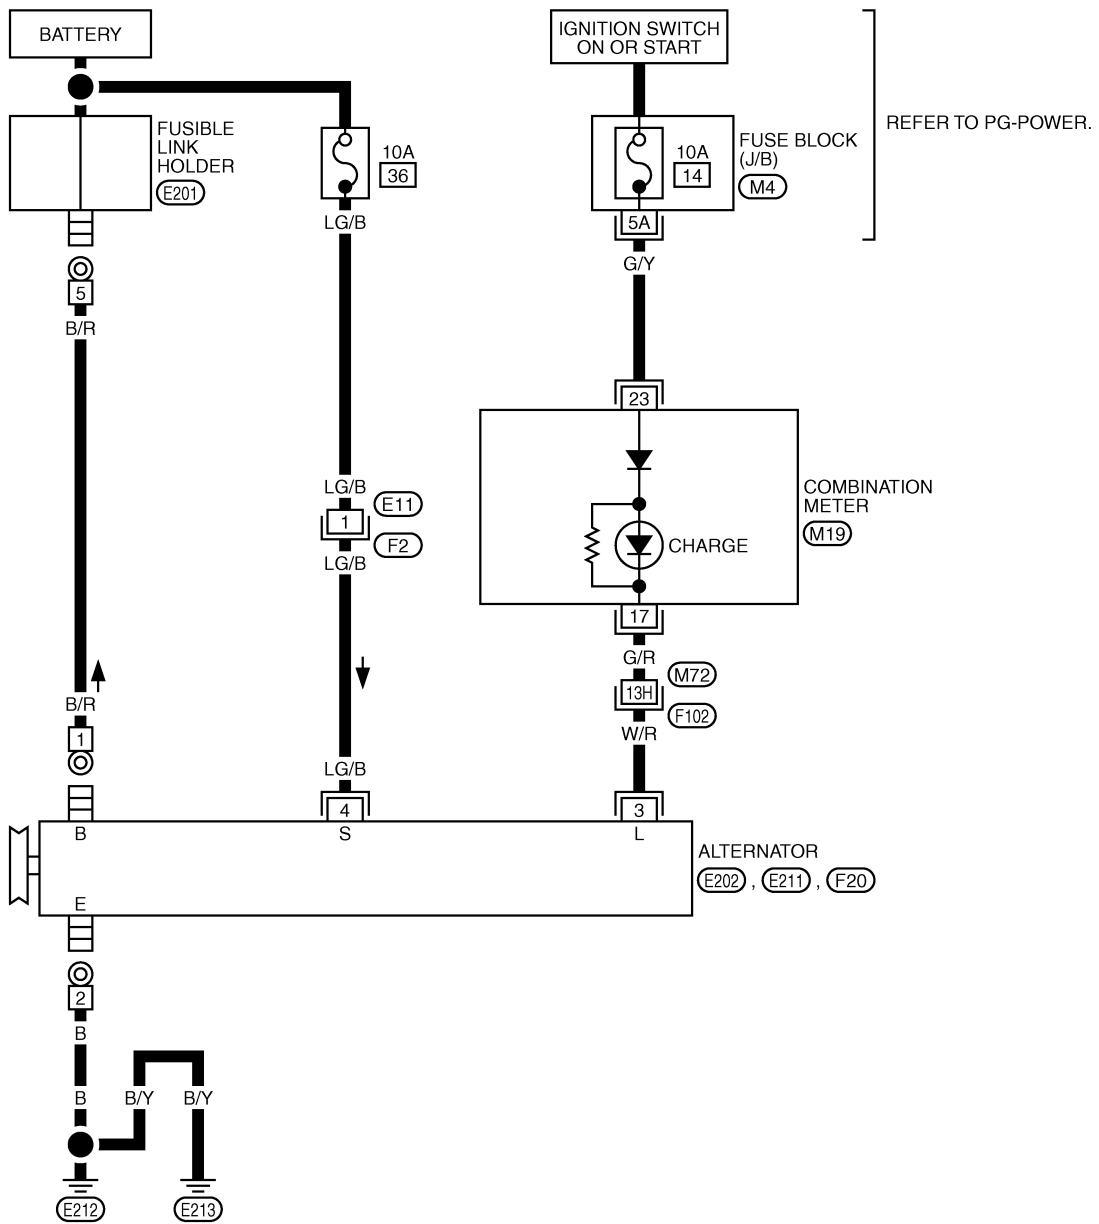 BATTERY
IGNITION SWITCH
ON OR START
REFER TO PG-POWER.
FUSIBLE
LINK
HOLDER
E201
10A
36
10A
14
FUSE BLOCK
(J/B)
M4
LG/B
5A
G/Y
5
B/R
23
LG/B
E11
1
F2
LG/B
COMBINATION
METER
M19
CHARGE
17
G/R
M72
13H
F102
W/R
B/R
1
LG/B
4
3
B
S
L
ALTERNATOR
E202 , E211 , F20
E
2
B
B
B/Y
B/Y
E212
E213